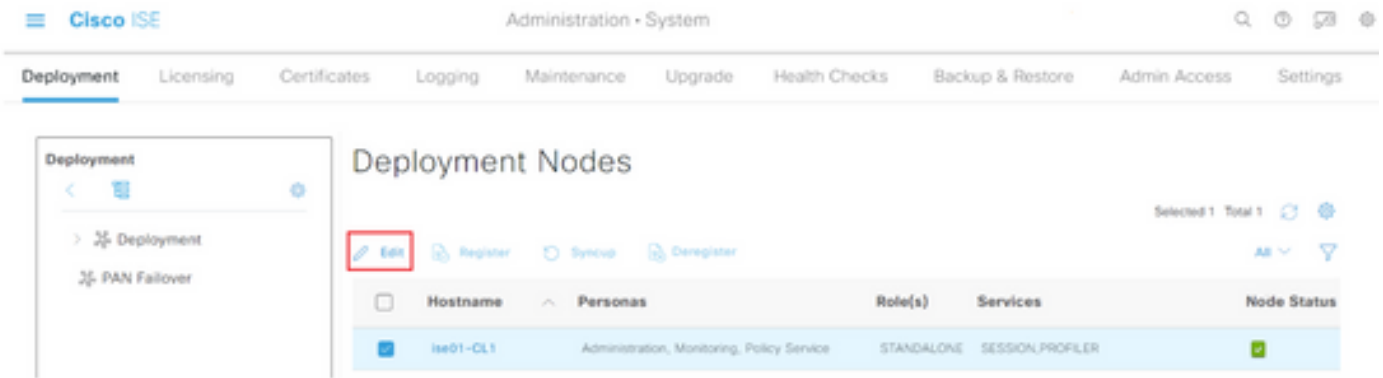 Cisco ISE
Administration • System
Deployment Licensing Certificates Logging Maintenance Upgrade Health Checks Backup & Restore Admin Access Settings
Deployment
Deployment
PAN Failover
Deployment Nodes
Selected 1 Total 1
Edit Register Syncup Deregister All
Hostname Personas Role(s) Services Node Status
ise01-CL1 Administration, Monitoring, Policy Service STANDALONE SESSION,PROFILER